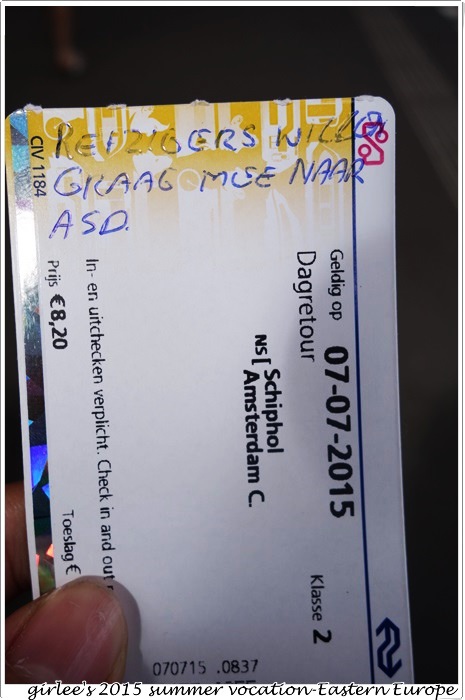 REIZIGERS WILLEN
GRAAG MEE NAAR
ASD.
CIV 1184
Geldig op 07-07-2015
Dagretour Klasse 2
NS[ Schiphol
Amsterdam C.
In- en uitchecken verplicht. Check in and out
Prijs €8,20 Toeslag €
070715 .0837
girlee's 2015 summer vocation-Eastern Europe